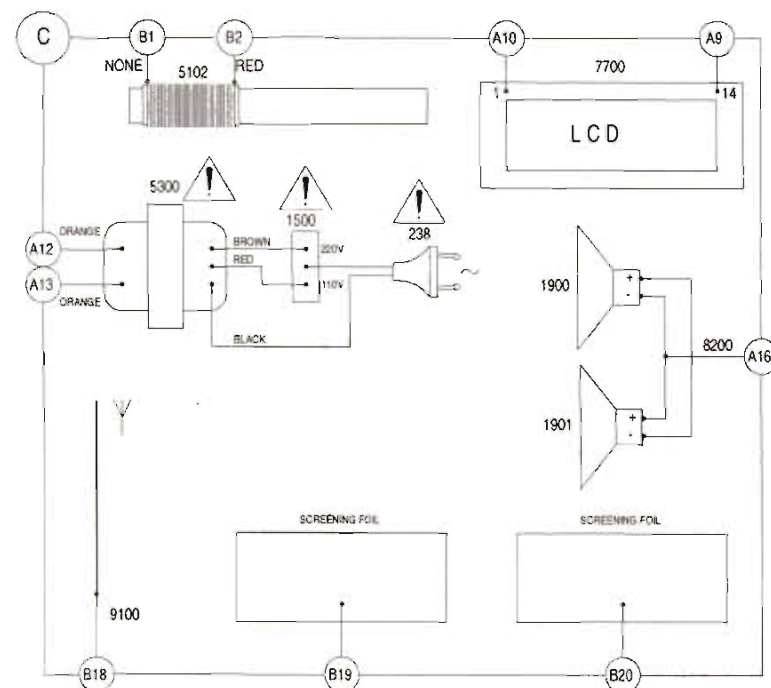 C B1 B2 A10 A9
NONE 5102 RED 7700
1 14
LCD
5300 ! ! !
1500 238
ORANGE BROWN 220V
A12 RED
A13 110V
ORANGE
BLACK
1900 + -
8200 A16
1901 + -
SCREENING FOIL SCREENING FOIL
9100
B18 B19 B20